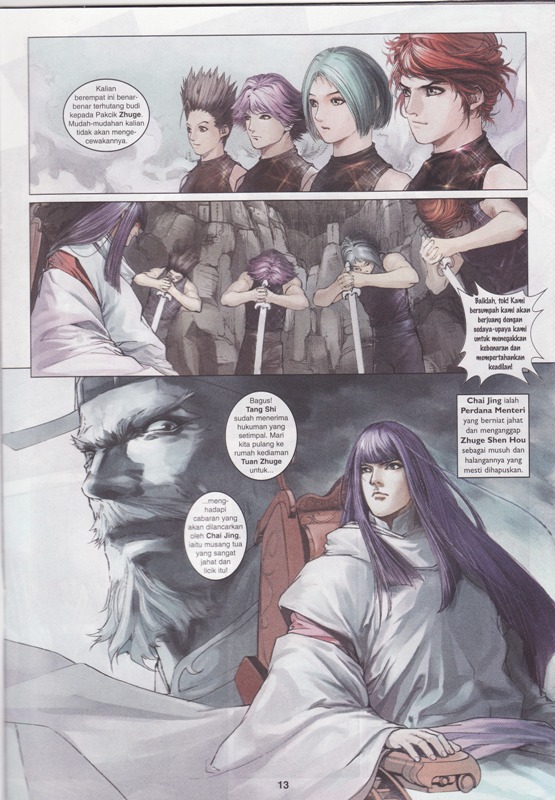 Kalian
berempat ini benar-
benar terhutang budi
kepada Pakcik Zhuge.
Mudah-mudahan kalian
tidak akan menge-
cewakannya.
Baiklah, tok! Kami
bersumpah kami akan
berjuang dengan
sedaya-upaya kami
untuk menegakkan
kebenaran dan
mempertahankan
keadilan!
Bagus!
Tang Shi
sudah menerima
hukuman yang
setimpal. Mari
kita pulang ke
rumah kediaman
Tuan Zhuge
untuk...
Chai Jing ialah
Perdana Menteri
yang berniat jahat
dan menganggap
Zhuge Shen Hou
sebagai musuh dan
halangannya yang
mesti dihapuskan.
...meng-
hadapi
cabaran yang
akan dilancarkan
oleh Chai Jing,
iaitu musang tua
yang sangat
jahat dan
licik itu!
13